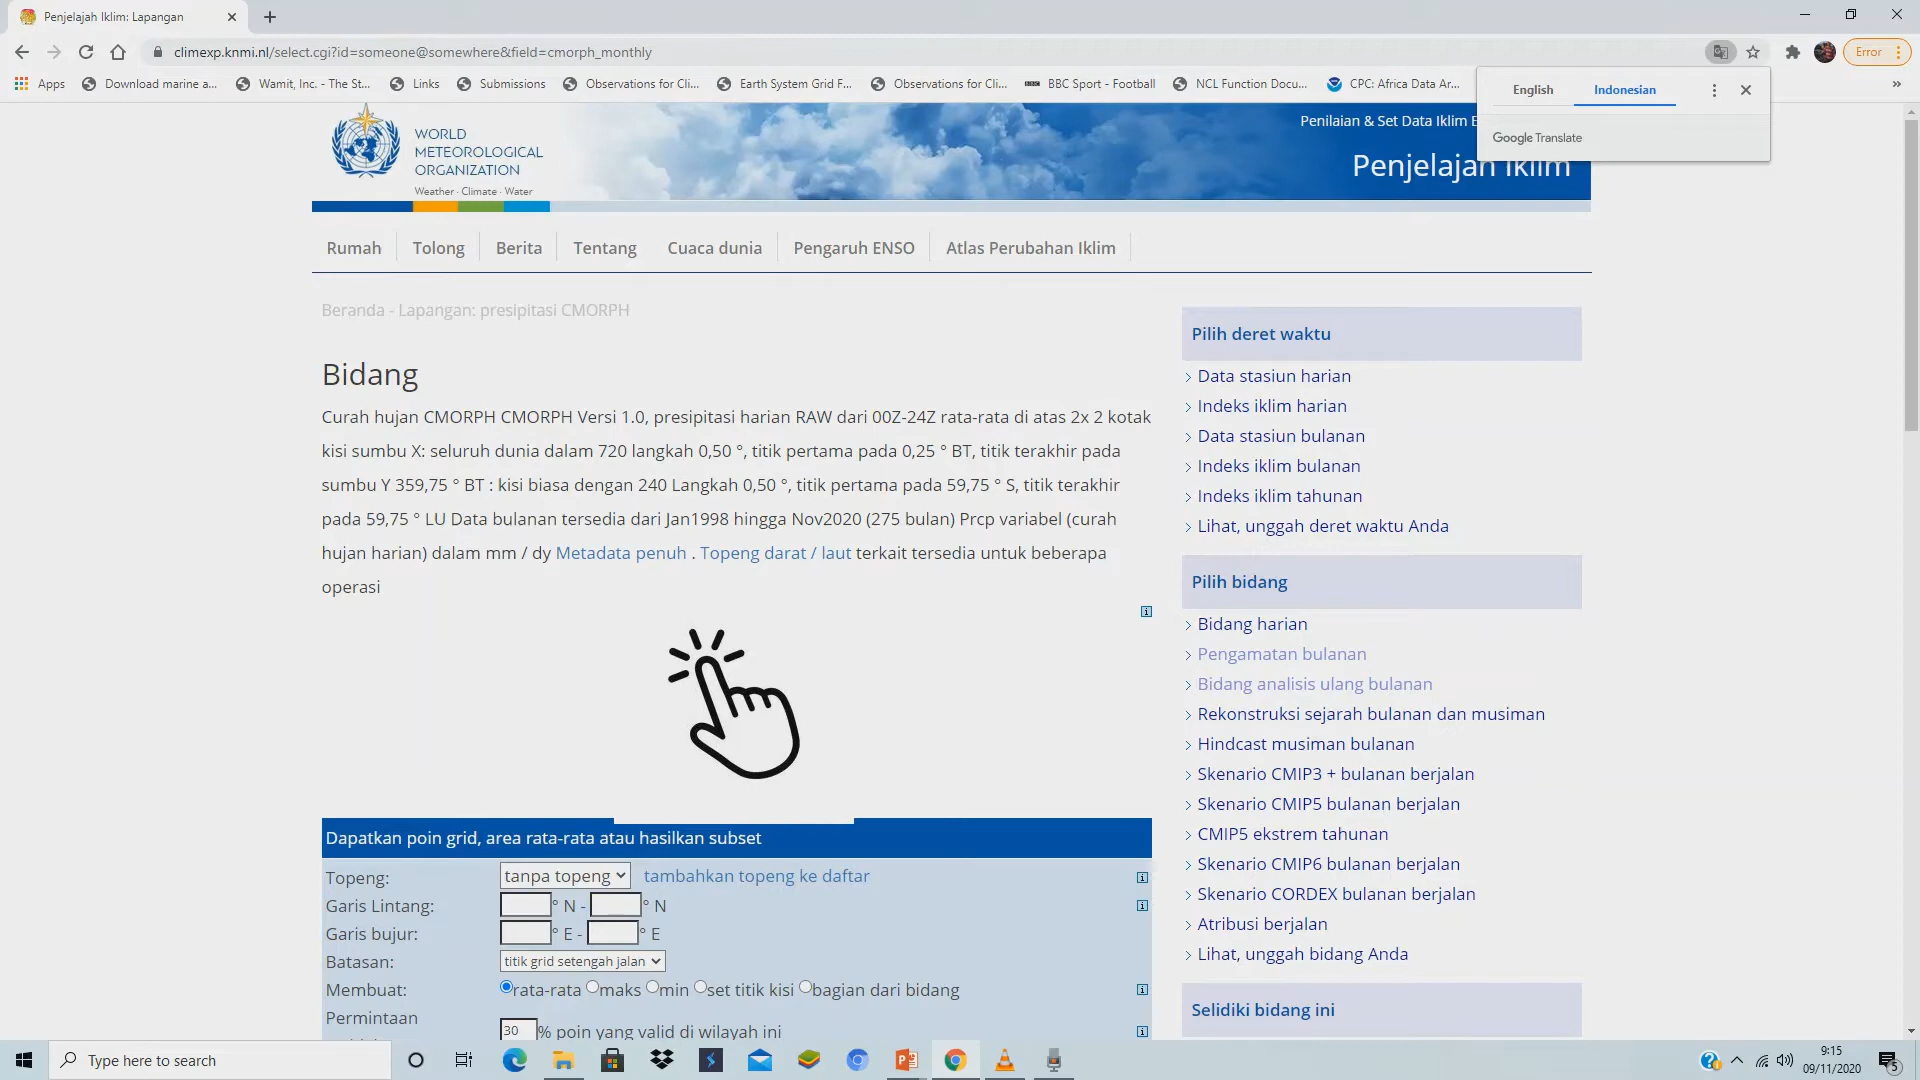 Penjelajah Iklim: Lapangan
climexp.knmi.nl/select.cgi?id=someone@somewhere&field=cmorph_monthly
Error
Apps
Download marine a...
Wamit, Inc. - The St...
Links
Submissions
Observations for Cli...
Earth System Grid F...
Observations for Cli...
BBC Sport - Football
NCL Function Docu...
CPC: Africa Data Ar...
English
Indonesian
Google Translate
WORLD
METEOROLOGICAL
ORGANIZATION
Weather · Climate · Water
Penilaian & Set Data Iklim E
Penjelajah Iklim
Rumah
Tolong
Berita
Tentang
Cuaca dunia
Pengaruh ENSO
Atlas Perubahan Iklim
Beranda - Lapangan: presipitasi CMORPH
Bidang
Curah hujan CMORPH CMORPH Versi 1.0, presipitasi harian RAW dari 00Z-24Z rata-rata di atas 2x 2 kotak
kisi sumbu X: seluruh dunia dalam 720 langkah 0,50 °, titik pertama pada 0,25 ° BT, titik terakhir pada
sumbu Y 359,75 ° BT : kisi biasa dengan 240 Langkah 0,50 °, titik pertama pada 59,75 ° S, titik terakhir
pada 59,75 ° LU Data bulanan tersedia dari Jan1998 hingga Nov2020 (275 bulan) Prcp variabel (curah
hujan harian) dalam mm / dy Metadata penuh . Topeng darat / laut terkait tersedia untuk beberapa
operasi
Dapatkan poin grid, area rata-rata atau hasilkan subset
Topeng: tanpa topeng tambahkan topeng ke daftar
Garis Lintang: ° N - ° N
Garis bujur: ° E - ° E
Batasan: titik grid setengah jalan
Membuat: rata-rata maks min set titik kisi bagian dari bidang
Permintaan
30 % poin yang valid di wilayah ini
Pilih deret waktu
Data stasiun harian
Indeks iklim harian
Data stasiun bulanan
Indeks iklim bulanan
Indeks iklim tahunan
Lihat, unggah deret waktu Anda
Pilih bidang
Bidang harian
Pengamatan bulanan
Bidang analisis ulang bulanan
Rekonstruksi sejarah bulanan dan musiman
Hindcast musiman bulanan
Skenario CMIP3 + bulanan berjalan
Skenario CMIP5 bulanan berjalan
CMIP5 ekstrem tahunan
Skenario CMIP6 bulanan berjalan
Skenario CORDEX bulanan berjalan
Atribusi berjalan
Lihat, unggah bidang Anda
Selidiki bidang ini
Type here to search
9:15
09/11/2020
5